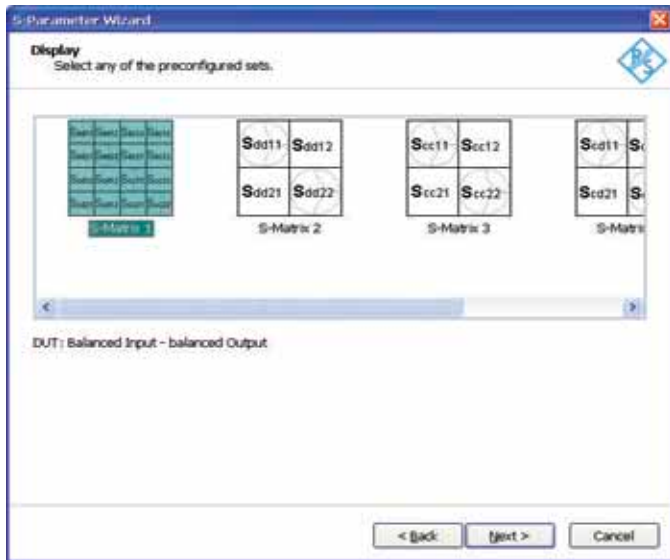 S-Parameter Wizard
Display
Select any of the preconfigured sets.
R&S
Sdd11 Sdd12
Sdd21 Sdd22
Scc11 Scc12
Scc21 Scc22
Scd11
Scd21
S-Matrix 1
S-Matrix 2
S-Matrix 3
DUT: Balanced Input - balanced Output
< Back
Next >
Cancel